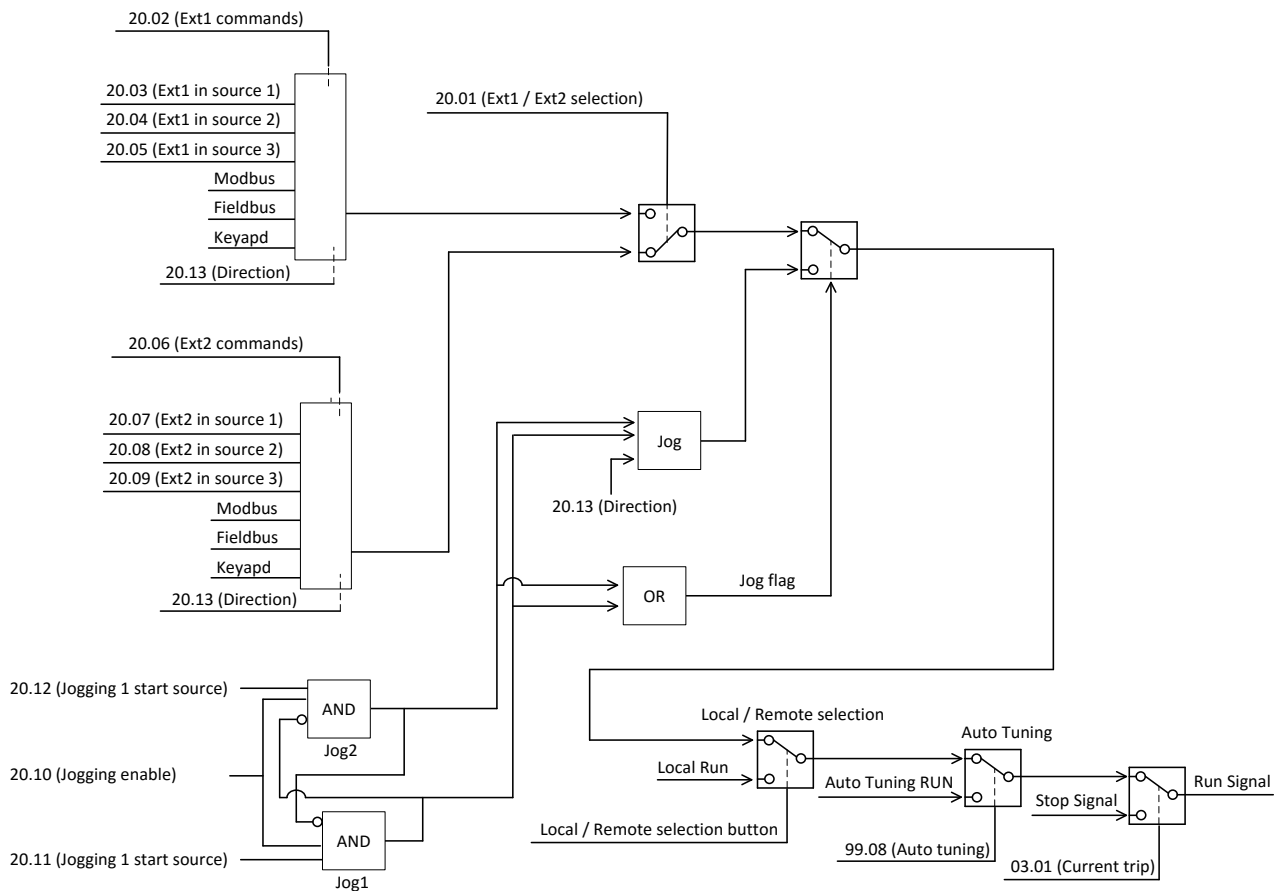 20.02 (Ext1 commands)
20.03 (Ext1 in source 1)
20.04 (Ext1 in source 2)
20.05 (Ext1 in source 3)
Modbus
Fieldbus
Keyapd
20.13 (Direction)
20.01 (Ext1 / Ext2 selection)
20.06 (Ext2 commands)
20.07 (Ext2 in source 1)
20.08 (Ext2 in source 2)
20.09 (Ext2 in source 3)
Modbus
Fieldbus
Keyapd
20.13 (Direction)
Jog
20.13 (Direction)
OR
Jog flag
20.12 (Jogging 1 start source)
AND
Jog2
20.10 (Jogging enable)
AND
20.11 (Jogging 1 start source)
Jog1
Local / Remote selection
Local Run
Local / Remote selection button
Auto Tuning
Auto Tuning RUN
99.08 (Auto tuning)
Stop Signal
Run Signal
03.01 (Current trip)